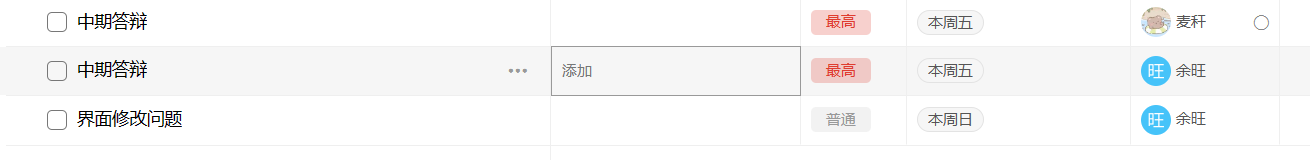 中期答辩 最高 本周五 麦秆
中期答辩 ••• 添加 最高 本周五 旺 余旺
界面修改问题 普通 本周日 旺 余旺